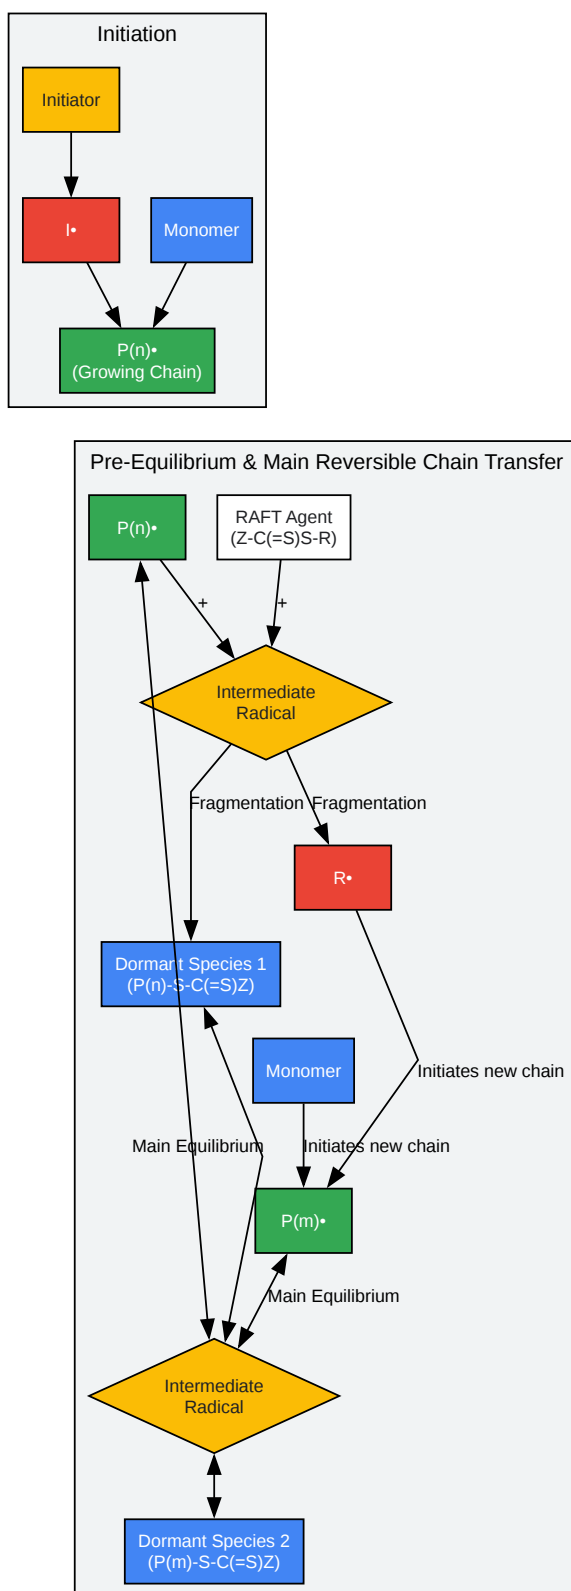 Initiation
Initiator
I•
Monomer
P(n)•
(Growing Chain)
Pre-Equilibrium & Main Reversible Chain Transfer
P(n)•
RAFT Agent
(Z-C(=S)S-R)
+
+
Intermediate
Radical
Fragmentation
Fragmentation
R•
Dormant Species 1
(P(n)-S-C(=S)Z)
Monomer
Initiates new chain
Main Equilibrium
Initiates new chain
P(m)•
Main Equilibrium
Intermediate
Radical
Dormant Species 2
(P(m)-S-C(=S)Z)